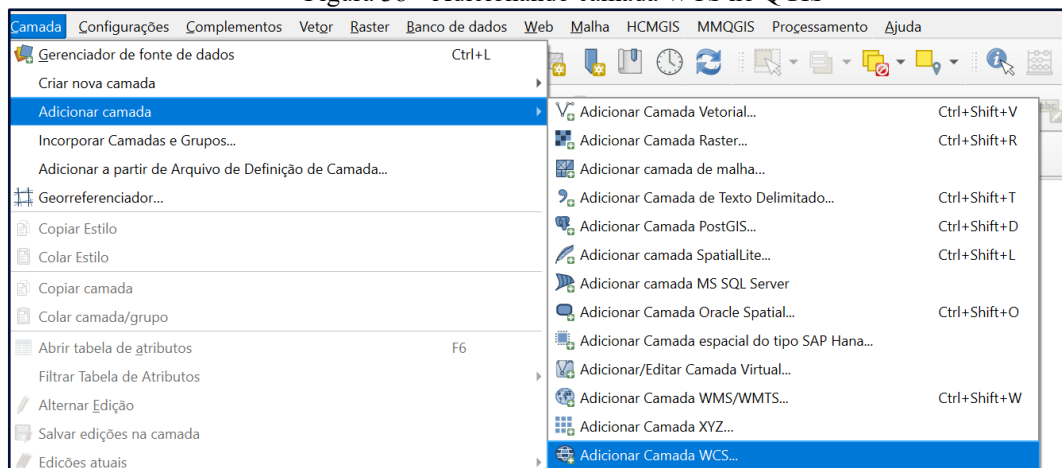 Camada Configurações Complementos Vetor Raster Banco de dados Web Malha HCMGIS MMQGIS Processamento Ajuda
Gerenciador de fonte de dados Ctrl+L
Criar nova camada
Adicionar camada
Incorporar Camadas e Grupos...
Adicionar a partir de Arquivo de Definição de Camada...
Georreferenciador...
Copiar Estilo
Colar Estilo
Copiar camada
Colar camada/grupo
Abrir tabela de atributos F6
Filtrar Tabela de Atributos
Alternar Edição
Salvar edições na camada
Edições atuais
Adicionar Camada Vetorial... Ctrl+Shift+V
Adicionar Camada Raster... Ctrl+Shift+R
Adicionar camada de malha...
Adicionar Camada de Texto Delimitado... Ctrl+Shift+T
Adicionar Camada PostGIS... Ctrl+Shift+D
Adicionar camada SpatialLite... Ctrl+Shift+L
Adicionar camada MS SQL Server
Adicionar Camada Oracle Spatial... Ctrl+Shift+O
Adicionar Camada espacial do tipo SAP Hana...
Adicionar/Editar Camada Virtual...
Adicionar Camada WMS/WMTS... Ctrl+Shift+W
Adicionar Camada XYZ...
Adicionar Camada WCS...